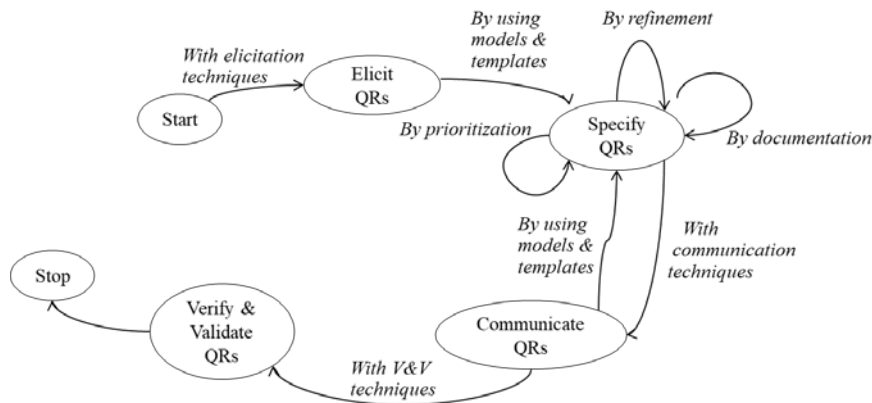 By using
models &
templates
By refinement
With elicitation
techniques
Elicit
QRs
Start
By prioritization
Specify
QRs
By documentation
By using
models &
templates
With
communication
techniques
Stop
Verify &
Validate
QRs
Communicate
QRs
With V&V
techniques